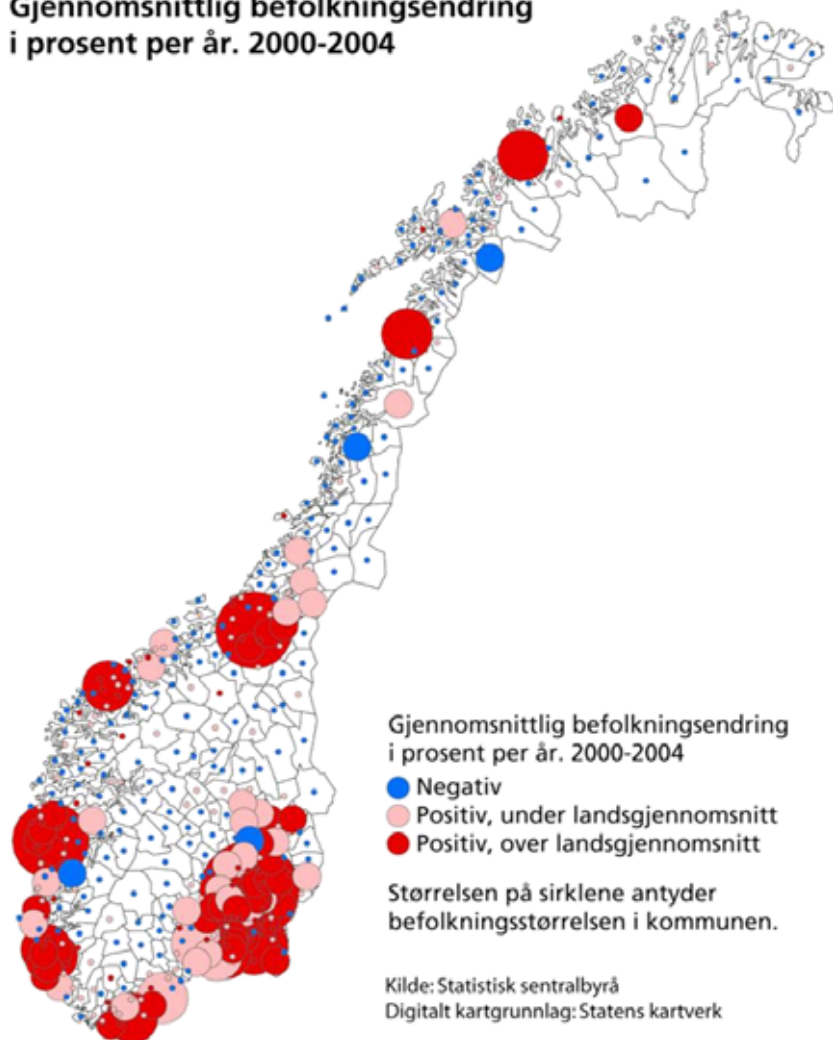 Gjennomsnittlig befolkningsendring
i prosent per år. 2000-2004
Gjennomsnittlig befolkningsendring
i prosent per år. 2000-2004
Negativ
Positiv, under landsgjennomsnitt
Positiv, over landsgjennomsnitt
Størrelsen på sirklene antyder
befolkningsstørrelsen i kommunen.
Kilde: Statistisk sentralbyrå
Digitalt kartgrunnlag: Statens kartverk